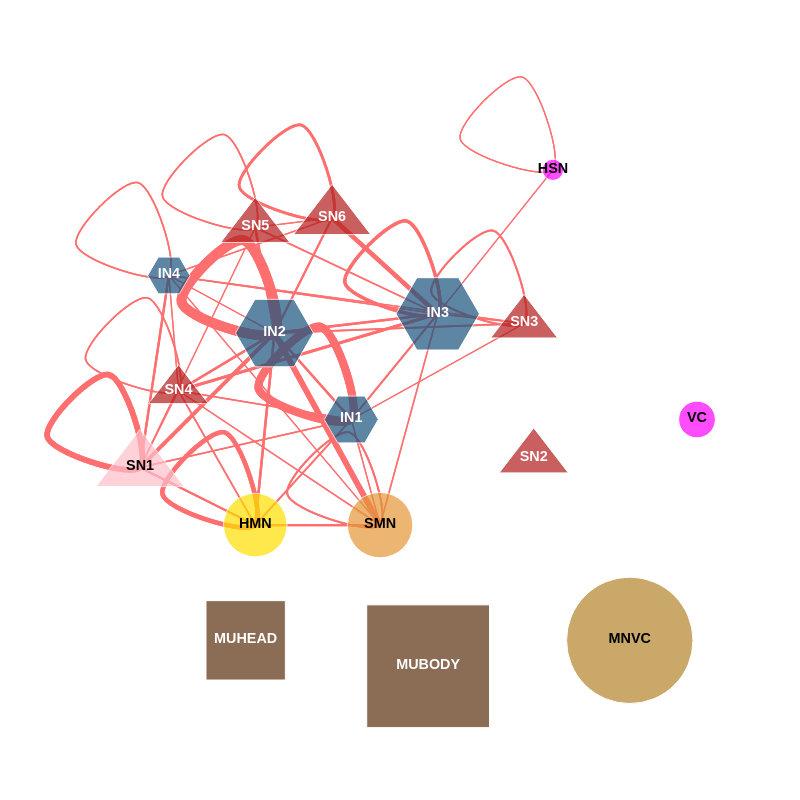 HSN
SN6
SN5
IN4
IN3
SN3
IN2
SN4
IN1
VC
SN2
SN1
HMN
SMN
MUHEAD
MNVC
MUBODY